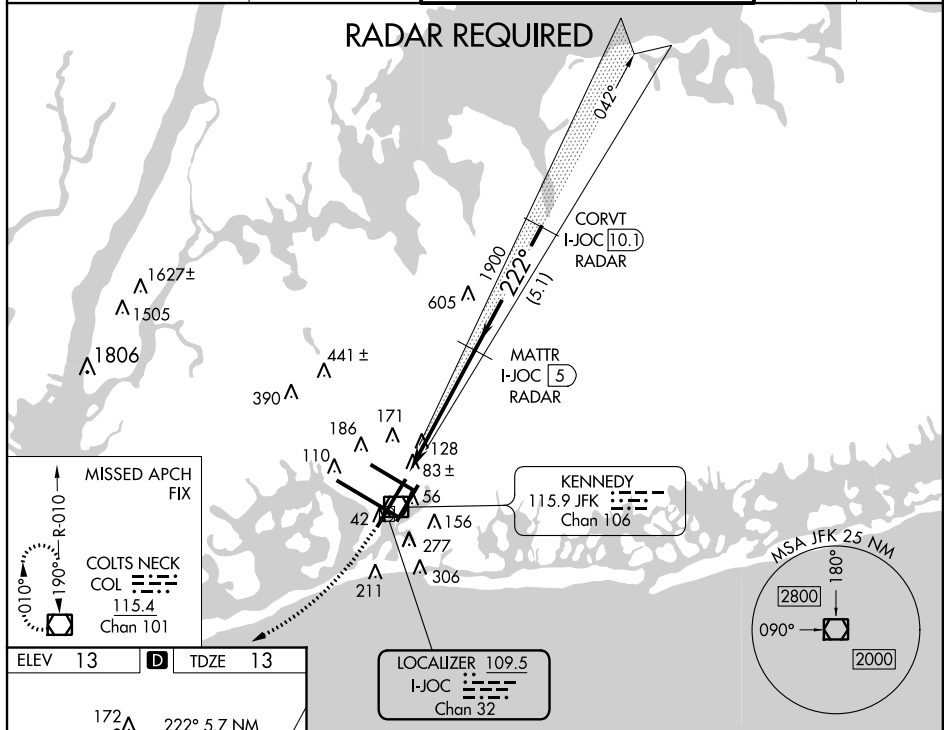 RADAR REQUIRED
042°
CORVT
I-JOC 10.1
RADAR
1900
222°
(5.1)
605
1627±
1505
1806
MATTR
I-JOC 5
RADAR
441 ±
390
171
186
128
110
83 ±
56
42
156
277
306
211
KENNEDY
115.9 JFK
Chan 106
MISSED APCH
FIX
R-010
190°
010°
COLTS NECK
COL
115.4
Chan 101
MSA JFK 25 NM
180°
2800
090°
2000
LOCALIZER 109.5
I-JOC
Chan 32
ELEV 13 D TDZE 13
172
222° 5.7 NM